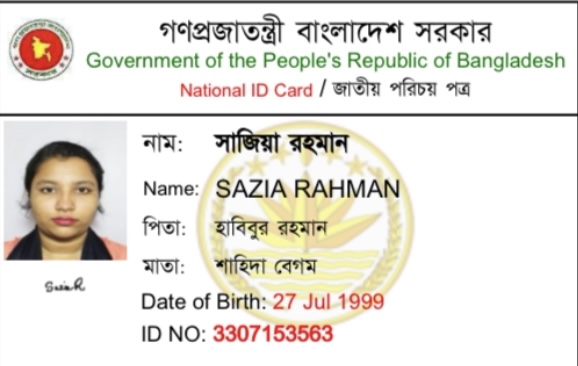 গণপ্রজাতন্ত্রী বাংলাদেশ সরকার
Government of the People's Republic of Bangladesh
National ID Card / জাতীয় পরিচয় পত্র
নাম: সাজিয়া রহমান
Name: SAZIA RAHMAN
পিতা: হাবিবুর রহমান
মাতা: শাহিদা বেগম
Date of Birth: 27 Jul 1999
ID NO: 3307153563
SaziaR